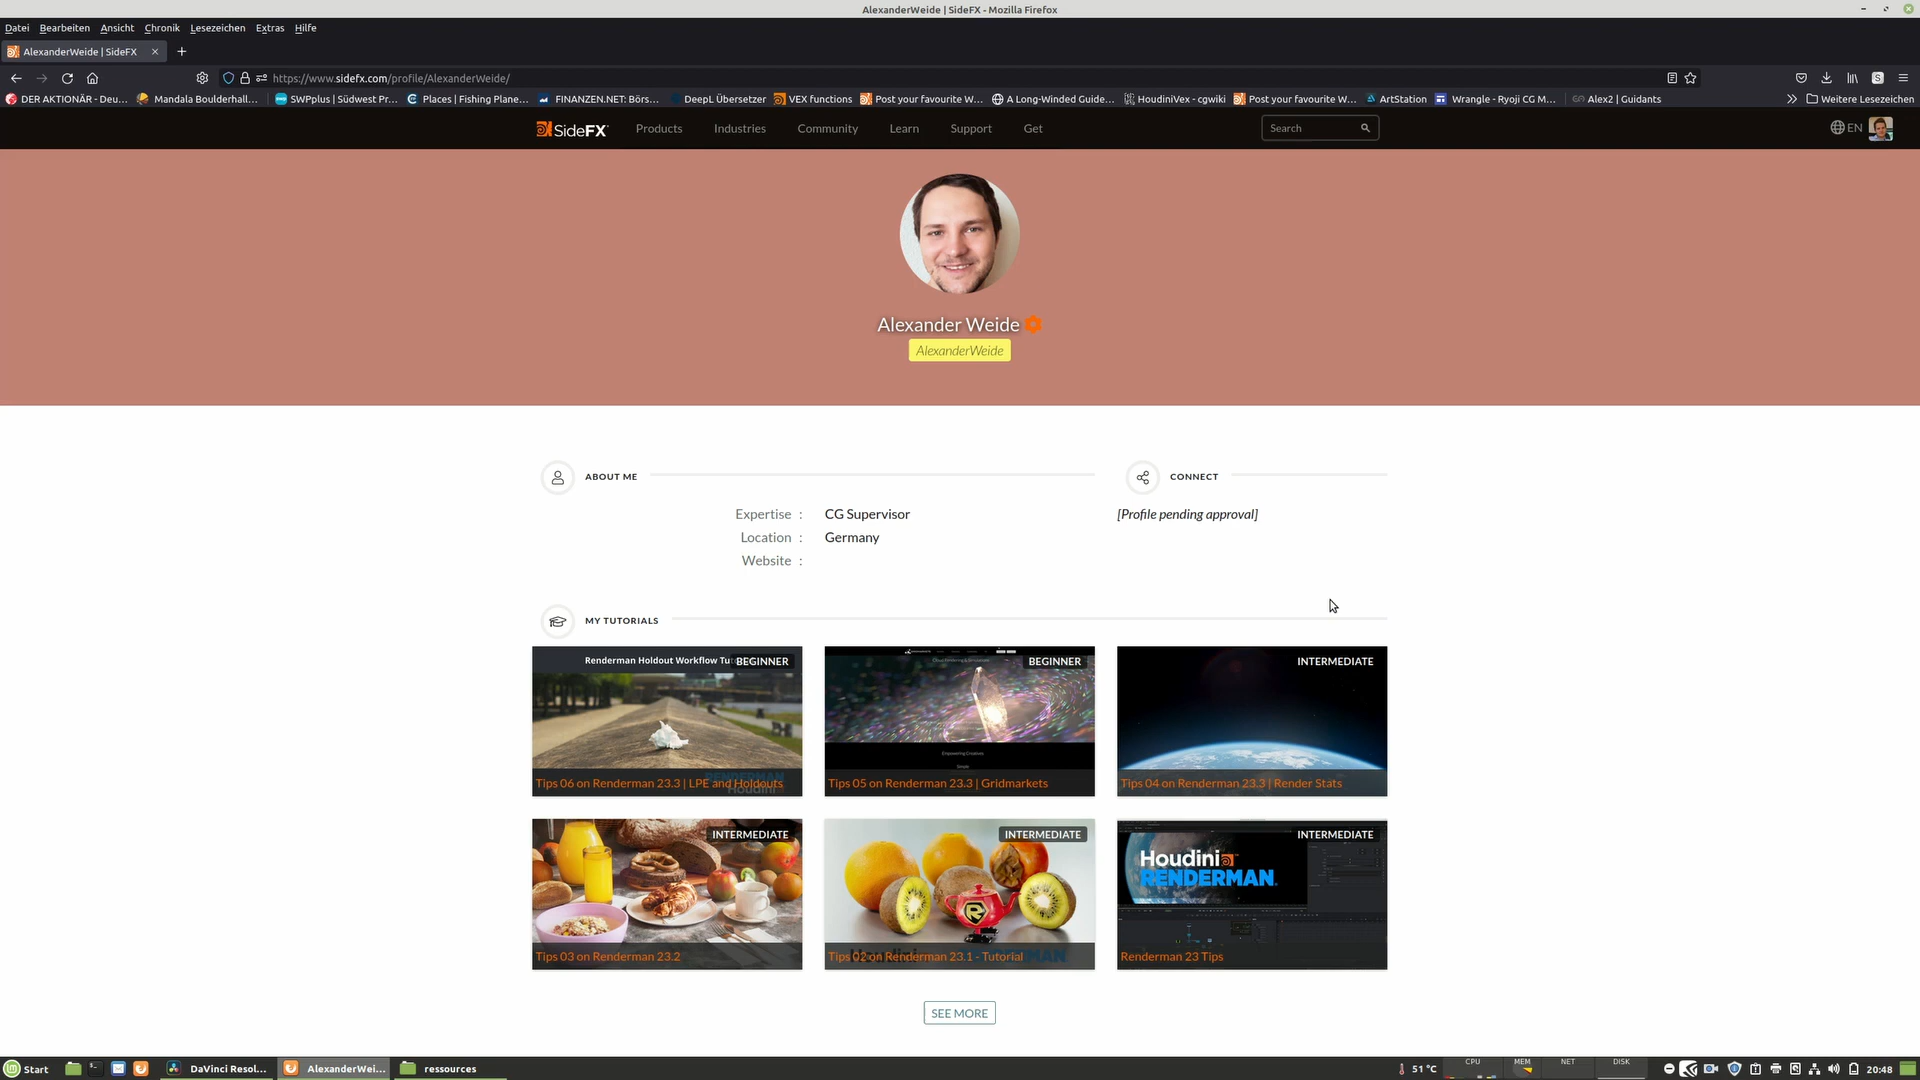 AlexanderWeide | SideFX - Mozilla Firefox
Datei Bearbeiten Ansicht Chronik Lesezeichen Extras Hilfe
AlexanderWeide | SideFX
https://www.sidefx.com/profile/AlexanderWeide/
DER AKTIONÄR - Deu... Mandala Boulderhall... SWPplus | Südwest Pr... Places | Fishing Plane... FINANZEN.NET: Börs... DeepL Übersetzer VEX functions Post your favourite W... A Long-Winded Guide... HoudiniVex - cgwiki Post your favourite W... ArtStation Wrangle - Ryoji CG M... Alex2 | Guidants Weitere Lesezeichen
SideFX Products Industries Community Learn Support Get Search EN
Alexander Weide
AlexanderWeide
ABOUT ME
CONNECT
Expertise : CG Supervisor
[Profile pending approval]
Location : Germany
Website :
MY TUTORIALS
Renderman Holdout Workflow Tu
BEGINNER
BEGINNER
INTERMEDIATE
Empowering Creatives
Tips 06 on Renderman 23.3 | LPE and Holdouts
Tips 05 on Renderman 23.3 | Gridmarkets
Tips 04 on Renderman 23.3 | Render Stats
INTERMEDIATE
INTERMEDIATE
INTERMEDIATE
Houdini
RENDERMAN
R
Tips 03 on Renderman 23.2
Tips 02 on Renderman 23.1 - Tutorial
Renderman 23 Tips
SEE MORE
Start DaVinci Resol... AlexanderWei... ressources 51 °C CPU MEM NET DISK 20:48